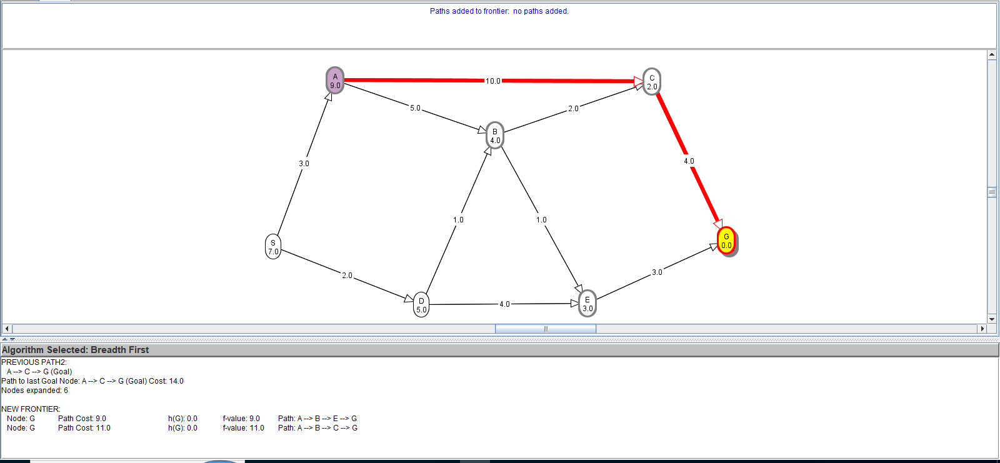 Paths added to frontier: no paths added.
A
9.0
10.0
C
2.0
5.0
2.0
B
4.0
3.0
4.0
1.0
1.0
G
0.0
S
7.0
2.0
3.0
D
5.0
4.0
E
3.0
Algorithm Selected: Breadth First
PREVIOUS PATH2:
A --> C --> G (Goal)
Path to last Goal Node: A --> C --> G (Goal) Cost: 14.0
Nodes expanded: 6
NEW FRONTIER:
Node: G Path Cost: 9.0 h(G): 0.0 f-value: 9.0 Path: A --> B --> E --> G
Node: G Path Cost: 11.0 h(G): 0.0 f-value: 11.0 Path: A --> B --> C --> G